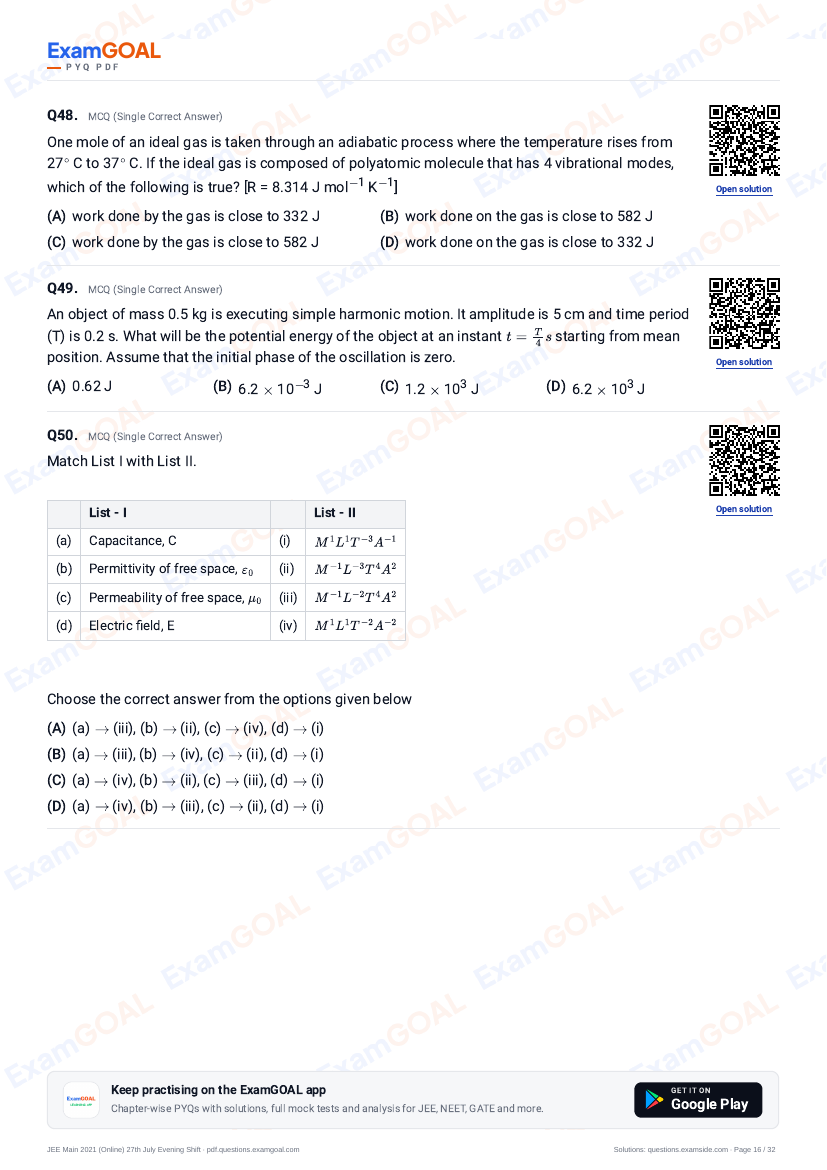 ExamGOAL
PYQ PDF
Q48. MCQ (Single Correct Answer)
One mole of an ideal gas is taken through an adiabatic process where the temperature rises from
27° C to 37° C. If the ideal gas is composed of polyatomic molecule that has 4 vibrational modes,
which of the following is true? [R = 8.314 J mol⁻¹ K⁻¹]
(A) work done by the gas is close to 332 J (B) work done on the gas is close to 582 J
(C) work done by the gas is close to 582 J (D) work done on the gas is close to 332 J
Open solution
Q49. MCQ (Single Correct Answer)
An object of mass 0.5 kg is executing simple harmonic motion. It amplitude is 5 cm and time period
(T) is 0.2 s. What will be the potential energy of the object at an instant t = T/4 s starting from mean
position. Assume that the initial phase of the oscillation is zero.
(A) 0.62 J (B) 6.2 × 10⁻³ J (C) 1.2 × 10³ J (D) 6.2 × 10³ J
Open solution
Q50. MCQ (Single Correct Answer)
Match List I with List II.
Open solution
List - I List - II
(a) Capacitance, C (i) M¹L¹T⁻³A⁻¹
(b) Permittivity of free space, ε₀ (ii) M⁻¹L⁻³T⁴A²
(c) Permeability of free space, μ₀ (iii) M⁻¹L⁻²T⁴A²
(d) Electric field, E (iv) M¹L¹T⁻²A⁻²
Choose the correct answer from the options given below
(A) (a) → (iii), (b) → (ii), (c) → (iv), (d) → (i)
(B) (a) → (iii), (b) → (iv), (c) → (ii), (d) → (i)
(C) (a) → (iv), (b) → (ii), (c) → (iii), (d) → (i)
(D) (a) → (iv), (b) → (iii), (c) → (ii), (d) → (i)
Keep practising on the ExamGOAL app
Chapter-wise PYQs with solutions, full mock tests and analysis for JEE, NEET, GATE and more.
GET IT ON
Google Play
JEE Main 2021 (Online) 27th July Evening Shift · pdf.questions.examgoal.com Solutions: questions.examside.com · Page 16 / 32